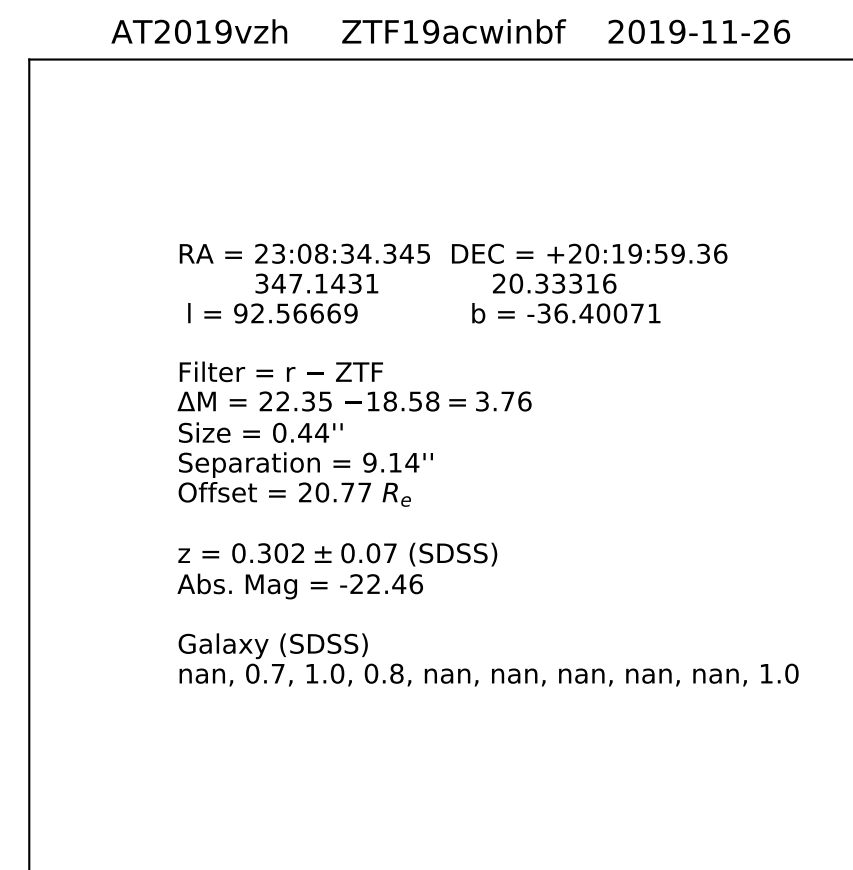 AT2019vzh ZTF19acwinbf 2019-11-26
RA = 23:08:34.345 DEC = +20:19:59.36
347.1431 20.33316
l = 92.56669 b = -36.40071
Filter = r − ZTF
ΔM = 22.35 −18.58 = 3.76
Size = 0.44''
Separation = 9.14''
Offset = 20.77 Rₑ
z = 0.302 ± 0.07 (SDSS)
Abs. Mag = -22.46
Galaxy (SDSS)
nan, 0.7, 1.0, 0.8, nan, nan, nan, nan, nan, 1.0